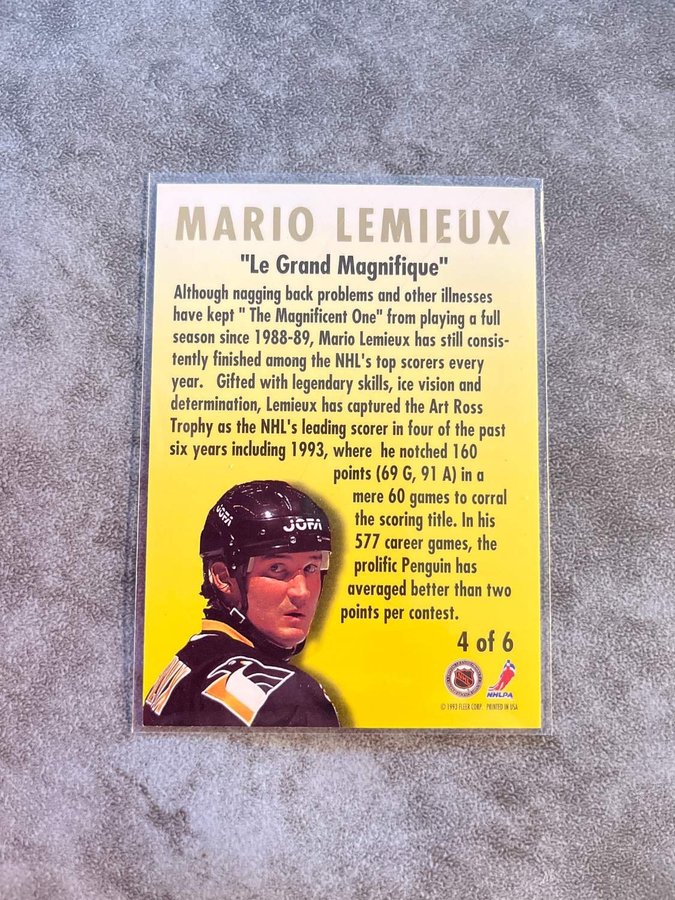 MARIO LEMIEUX
"Le Grand Magnifique"
Although nagging back problems and other illnesses
have kept " The Magnificent One" from playing a full
season since 1988-89, Mario Lemieux has still consis-
tently finished among the NHL's top scorers every
year. Gifted with legendary skills, ice vision and
determination, Lemieux has captured the Art Ross
Trophy as the NHL's leading scorer in four of the past
six years including 1993, where he notched 160
points (69 G, 91 A) in a
mere 60 games to corral
the scoring title. In his
577 career games, the
prolific Penguin has
averaged better than two
points per contest.
JOFA
JOFA
4 of 6
NHL
NHLPA
© 1993 FLEER CORP. PRINTED IN USA